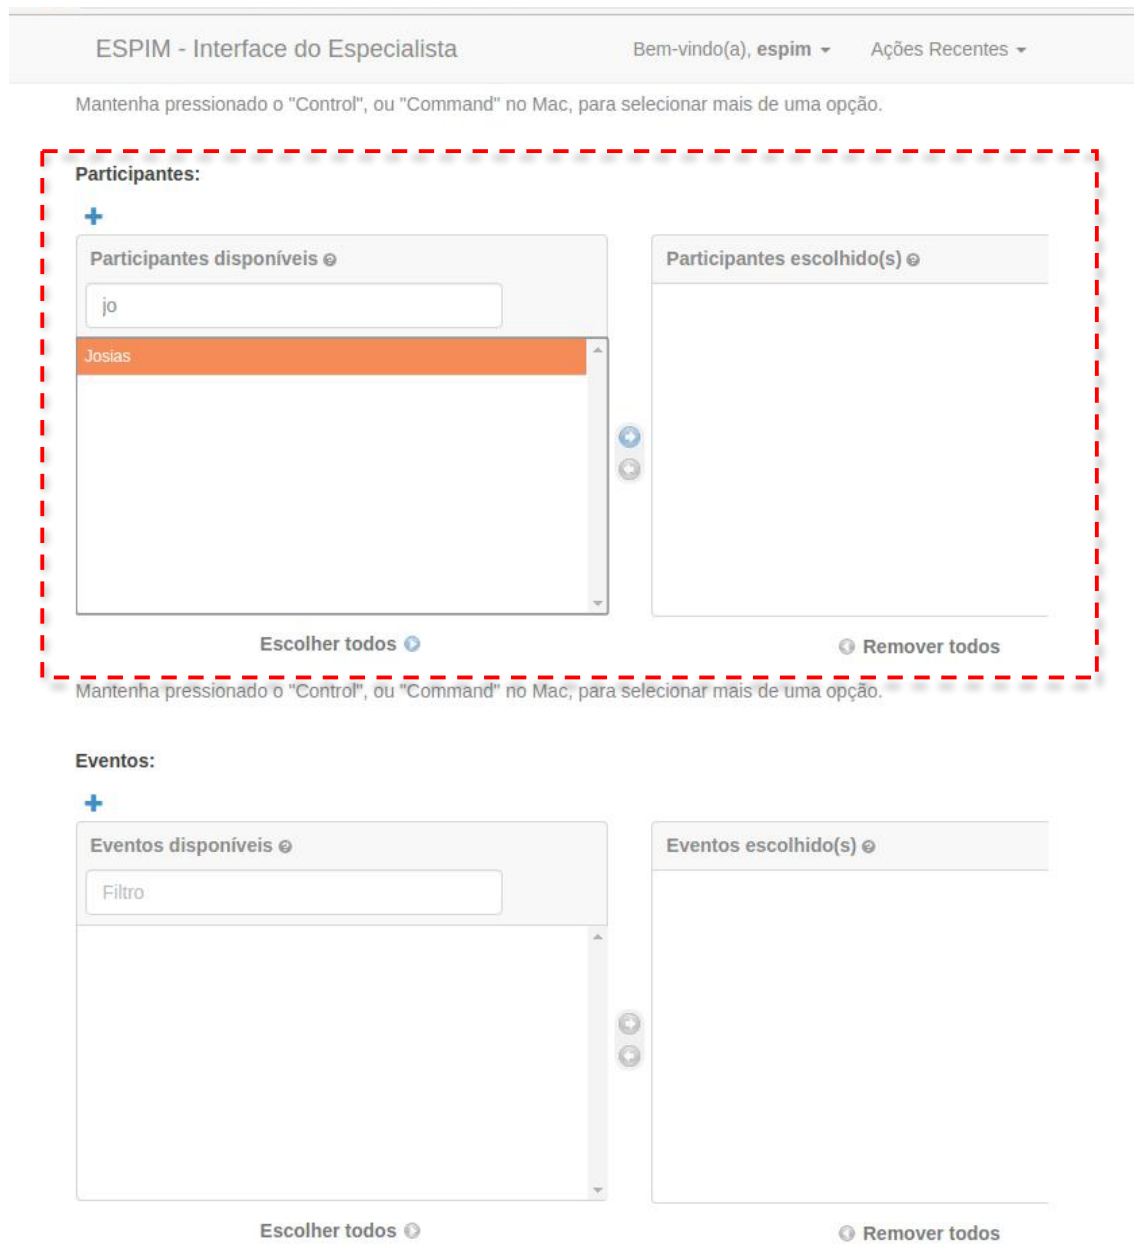 ESPIM - Interface do Especialista Bem-vindo(a), espim Ações Recentes
Mantenha pressionado o "Control", ou "Command" no Mac, para selecionar mais de uma opção.
Participantes:
Participantes disponíveis Participantes escolhido(s)
jo
Josias
Escolher todos Remover todos
Mantenha pressionado o "Control", ou "Command" no Mac, para selecionar mais de uma opção.
Eventos:
Eventos disponíveis Eventos escolhido(s)
Filtro
Escolher todos Remover todos